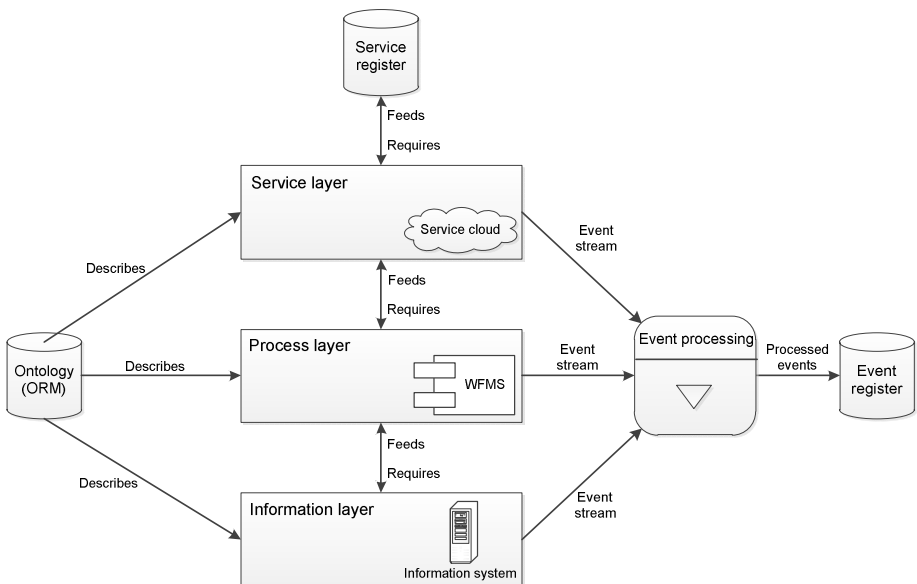 Service
register
Feeds
Requires
Service layer
Service cloud
Event
stream
Describes
Feeds
Requires
Ontology
(ORM)
Describes
Process layer
WFMS
Event
stream
Event processing
Processed
events
Event
register
Feeds
Requires
Describes
Information layer
Information system
Event
stream